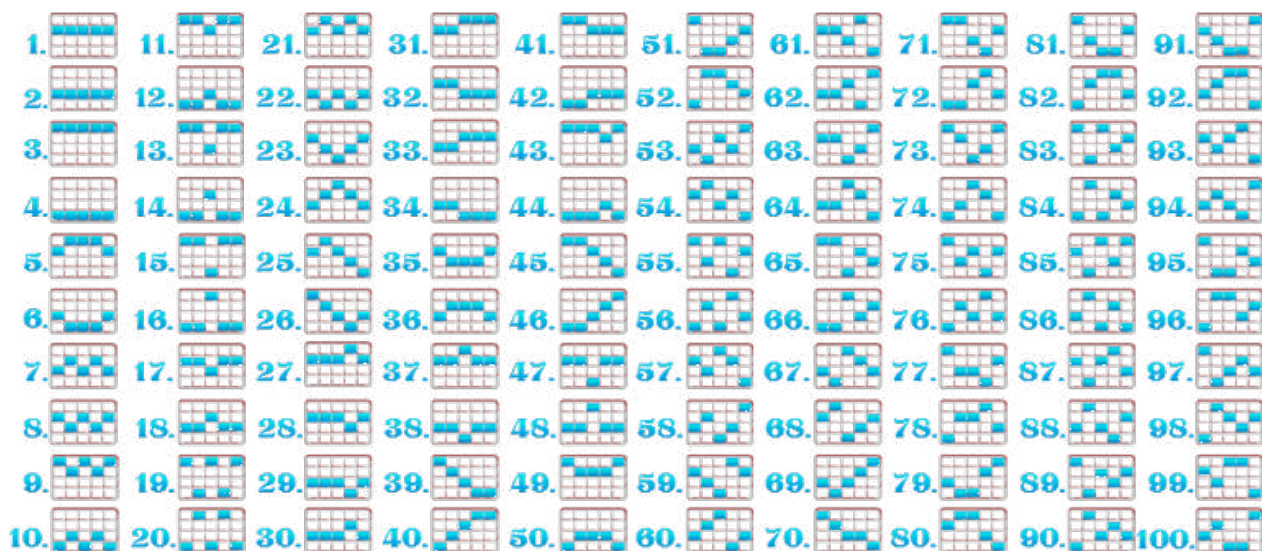 1. 11. 21. 31. 41. 51. 61. 71. 81. 91.
2. 12. 22. 32. 42. 52. 62. 72. 82. 92.
3. 13. 23. 33. 43. 53. 63. 73. 83. 93.
4. 14. 24. 34. 44. 54. 64. 74. 84. 94.
5. 15. 25. 35. 45. 55. 65. 75. 85. 95.
6. 16. 26. 36. 46. 56. 66. 76. 86. 96.
7. 17. 27. 37. 47. 57. 67. 77. 87. 97.
8. 18. 28. 38. 48. 58. 68. 78. 88. 98.
9. 19. 29. 39. 49. 59. 69. 79. 89. 99.
10. 20. 30. 40. 50. 60. 70. 80. 90. 100.